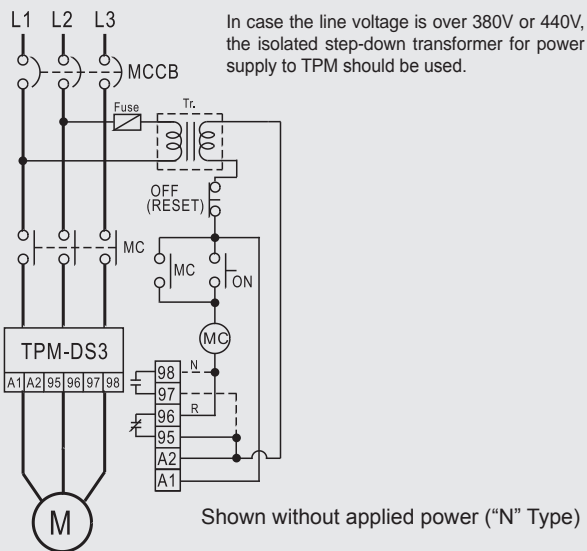 L1 L2 L3
In case the line voltage is over 380V or 440V,
the isolated step-down transformer for power
supply to TPM should be used.
MCCB
Fuse
Tr.
OFF
(RESET)
MC
MC
ON
MC
TPM-DS3
A1 A2 95 96 97 98
98 N
97
96 R
95
A2
A1
M
Shown without applied power (“N” Type)